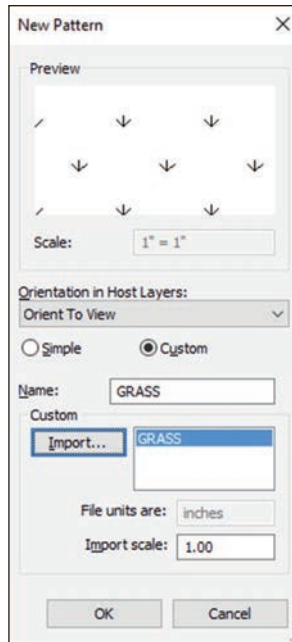 New Pattern
Preview
Scale: 1" = 1"
Orientation in Host Layers:
Orient To View
Simple Custom
Name: GRASS
Custom
Import... GRASS
File units are: inches
Import scale: 1.00
OK Cancel